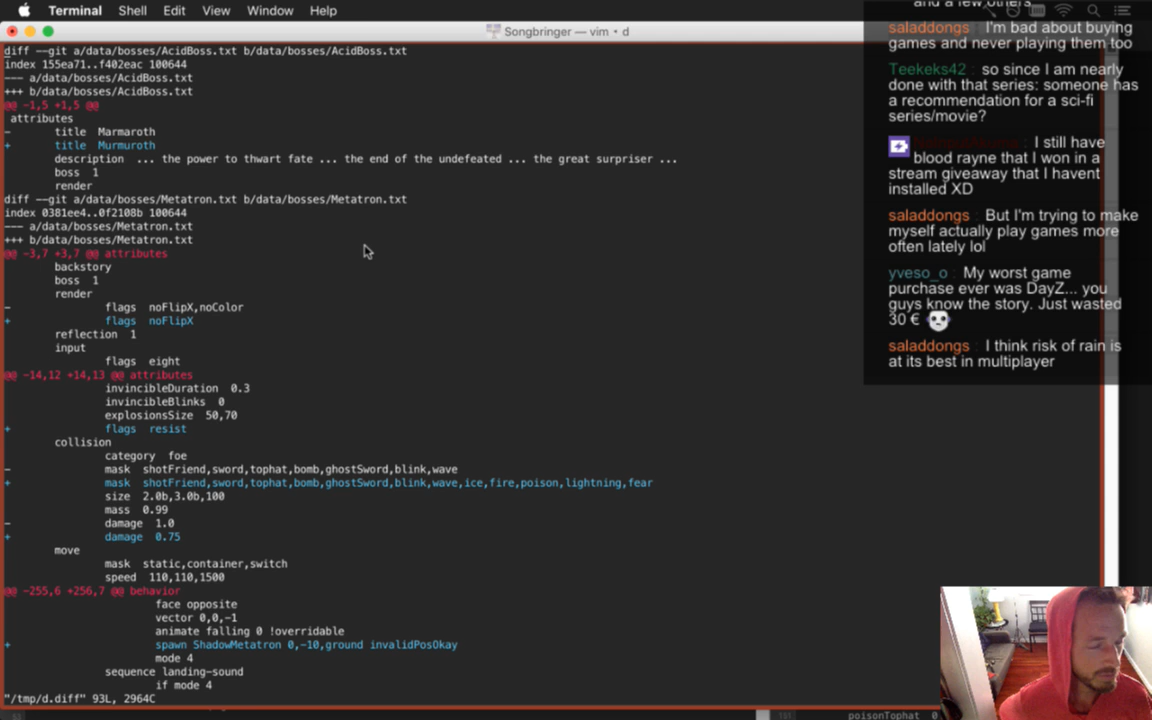 Terminal Shell Edit View Window Help
Songbringer — vim • d
diff --git a/data/bosses/AcidBoss.txt b/data/bosses/AcidBoss.txt
index 155ea71..f402eac 100644
--- a/data/bosses/AcidBoss.txt
+++ b/data/bosses/AcidBoss.txt
@@ -1,5 +1,5 @@
attributes
- title Marmaroth
+ title Murmuroth
description ... the power to thwart fate ... the end of the undefeated ... the great surpriser ...
boss 1
render
diff --git a/data/bosses/Metatron.txt b/data/bosses/Metatron.txt
index 0381ee4..0f2108b 100644
--- a/data/bosses/Metatron.txt
+++ b/data/bosses/Metatron.txt
@@ -3,7 +3,7 @@ attributes
backstory
boss 1
render
- flags noFlipX,noColor
+ flags noFlipX
reflection 1
input
flags eight
@@ -14,12 +14,13 @@ attributes
invincibleDuration 0.3
invincibleBlinks 0
explosionsSize 50,70
+ flags resist
collision
category foe
- mask shotFriend,sword,tophat,bomb,ghostSword,blink,wave
+ mask shotFriend,sword,tophat,bomb,ghostSword,blink,wave,ice,fire,poison,lightning,fear
size 2.0b,3.0b,100
mass 0.99
- damage 1.0
+ damage 0.75
move
mask static,container,switch
speed 110,110,1500
@@ -255,6 +256,7 @@ behavior
face opposite
vector 0,0,-1
animate falling 0 !overridable
+ spawn ShadowMetatron 0,-10,ground invalidPosOkay
mode 4
sequence landing-sound
if mode 4
"/tmp/d.diff" 93L, 2964C
and a few others
saladdongs : I'm bad about buying
games and never playing them too
Teekeks42 : so since I am nearly
done with that series: someone has
a recommendation for a sci-fi
series/movie?
I still have
blood rayne that I won in a
stream giveaway that I havent
installed XD
saladdongs : But I'm trying to make
myself actually play games more
often lately lol
yveso_o : My worst game
purchase ever was DayZ... you
guys know the story. Just wasted
30 €
saladdongs : I think risk of rain is
at its best in multiplayer
poisonTophat 0